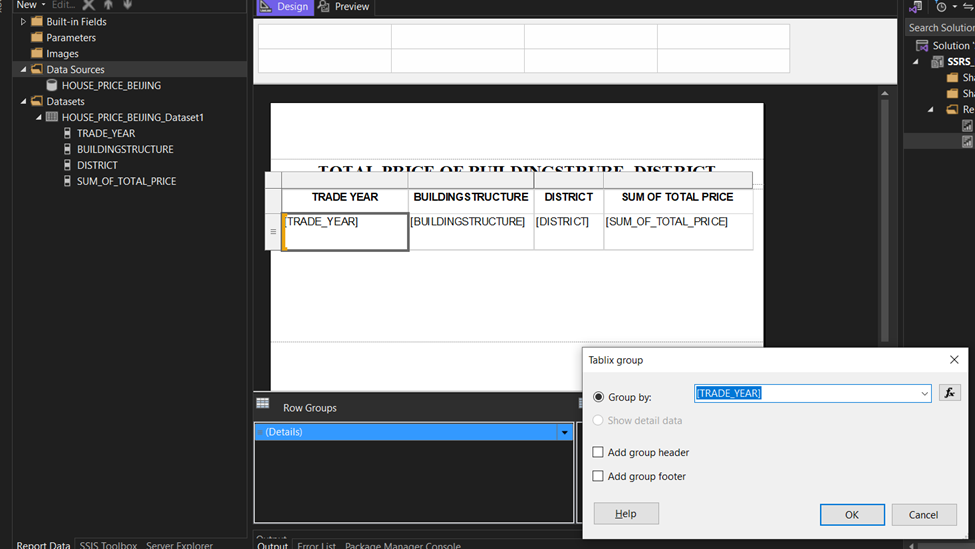 New Edit... Design Preview
Search Solution
Built-in Fields
Parameters
Images
Data Sources
HOUSE_PRICE_BEIJING
Datasets
HOUSE_PRICE_BEIJING_Dataset1
TRADE_YEAR
BUILDINGSTRUCTURE
DISTRICT
SUM_OF_TOTAL_PRICE
Solution '
SSRS_
Sha
Sha
Re
TOTAL PRICE OF BUILDINGSTRURE, DISTRICT
TRADE YEAR BUILDINGSTRUCTURE DISTRICT SUM OF TOTAL PRICE
[TRADE_YEAR] [BUILDINGSTRUCTURE] [DISTRICT] [SUM_OF_TOTAL_PRICE]
Row Groups
(Details)
Tablix group
Group by: [TRADE_YEAR] fx
Show detail data
Add group header
Add group footer
Help OK Cancel
Output
Report Data SSIS Toolbox Server Explorer Output Error List Package Manager Console